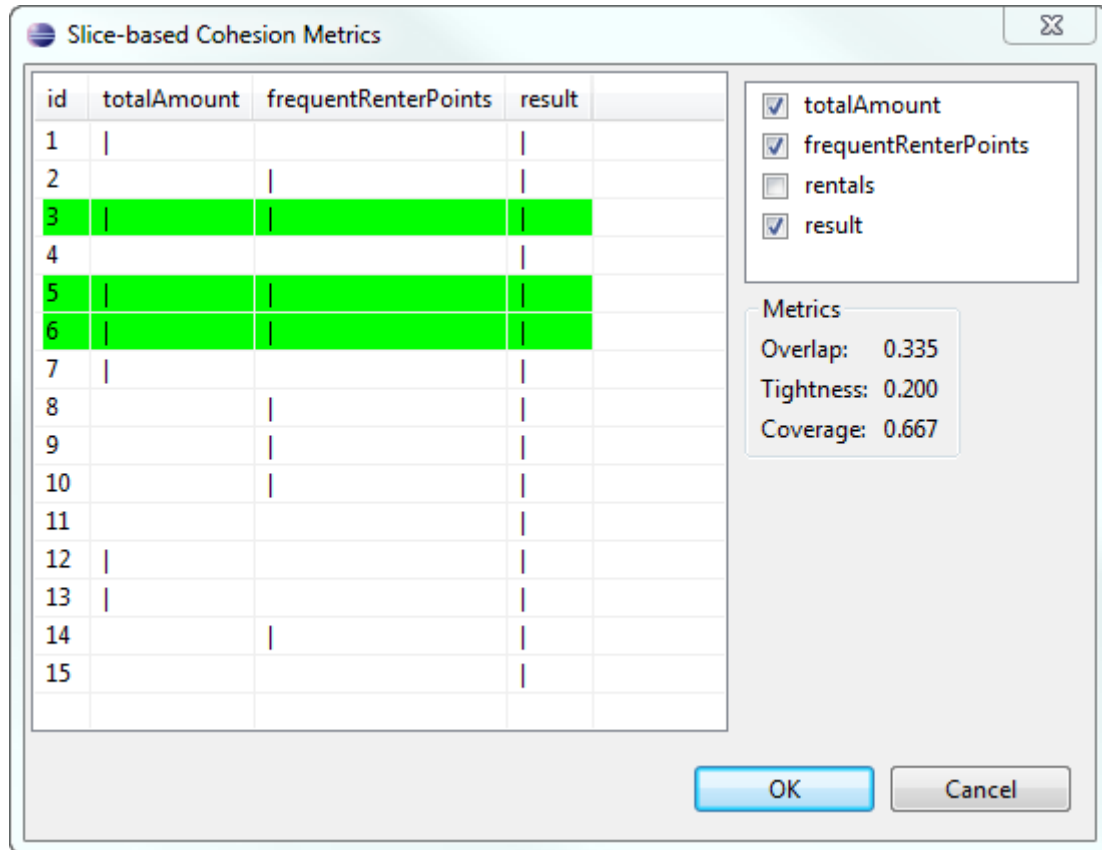 Slice-based Cohesion Metrics
id totalAmount frequentRenterPoints result
1 | |
2 | |
3 | | |
4 |
5 | | |
6 | | |
7 | |
8 | |
9 | |
10 | |
11 |
12 | |
13 | |
14 | |
15 |
totalAmount
frequentRenterPoints
rentals
result
Metrics
Overlap: 0.335
Tightness: 0.200
Coverage: 0.667
OK Cancel